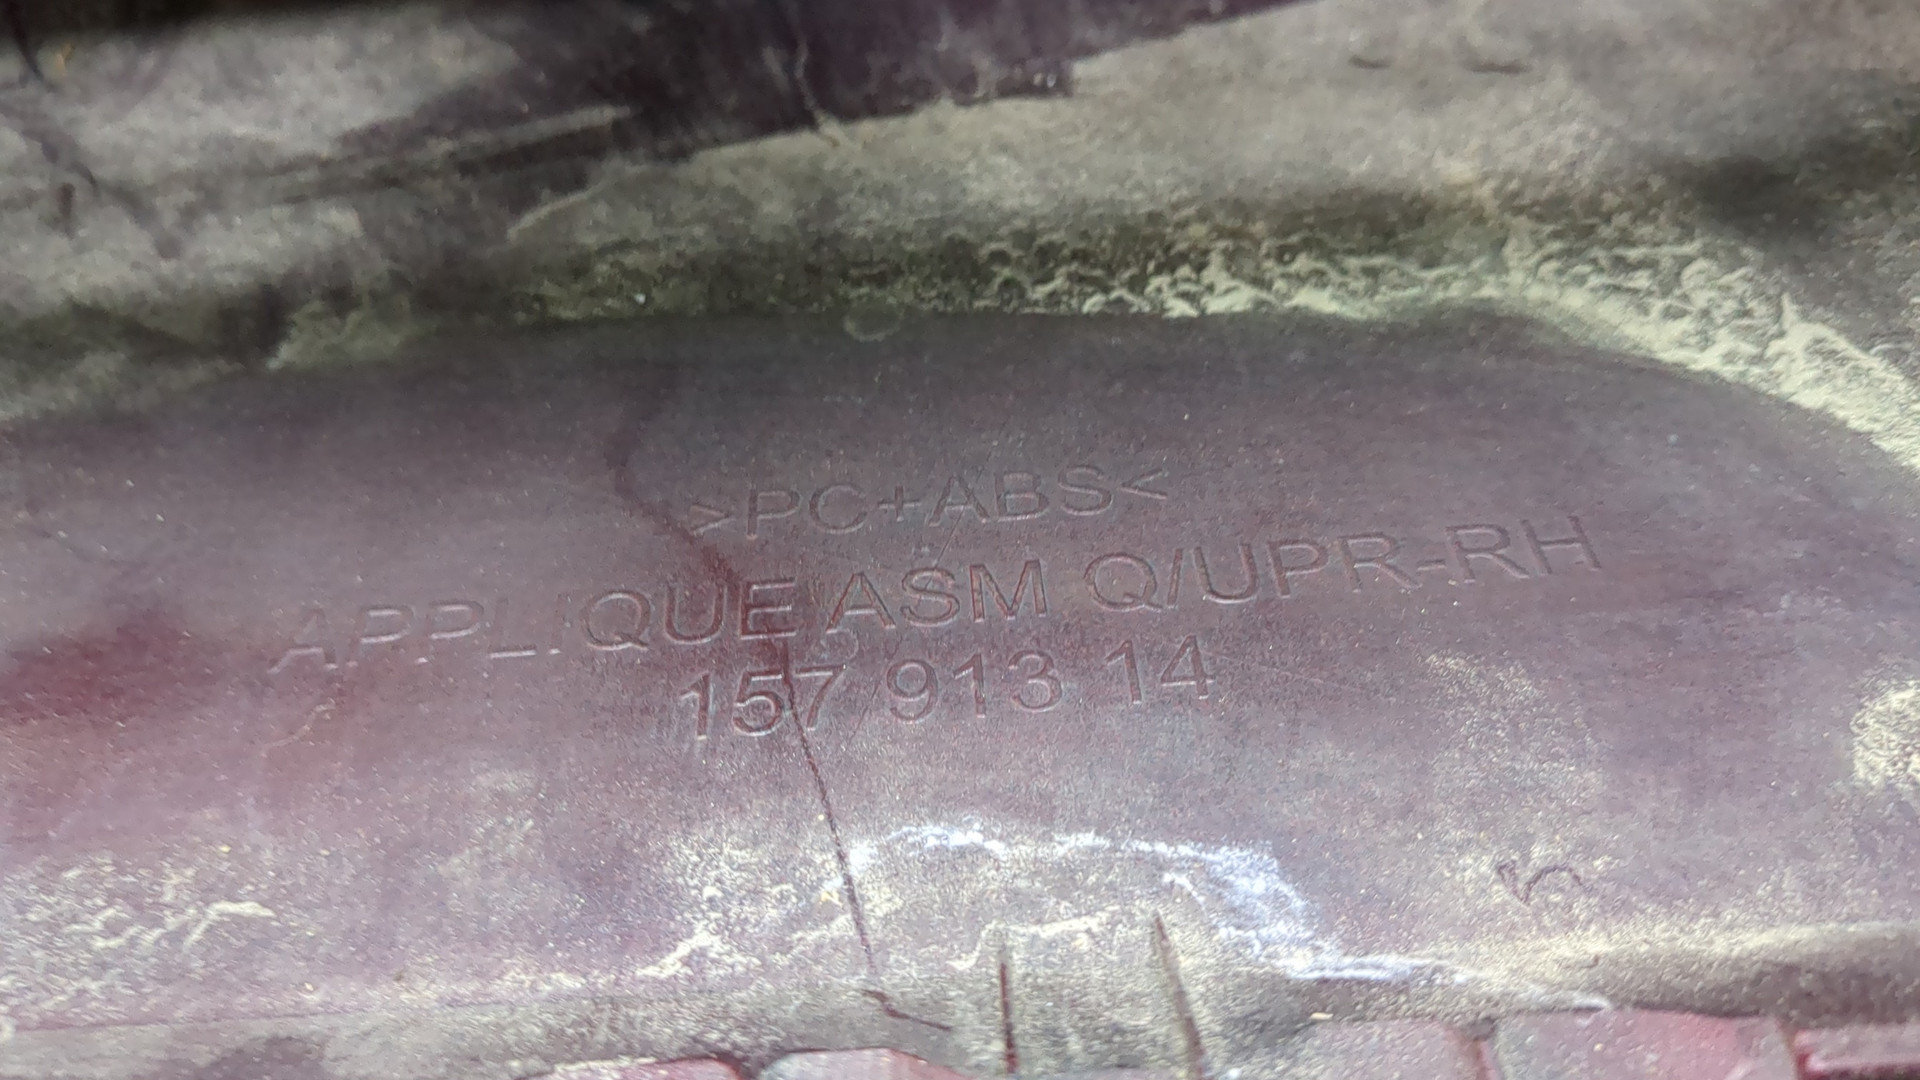 >PC+ABS<
APPLIQUE ASM Q/UPR-RH
157 913 14